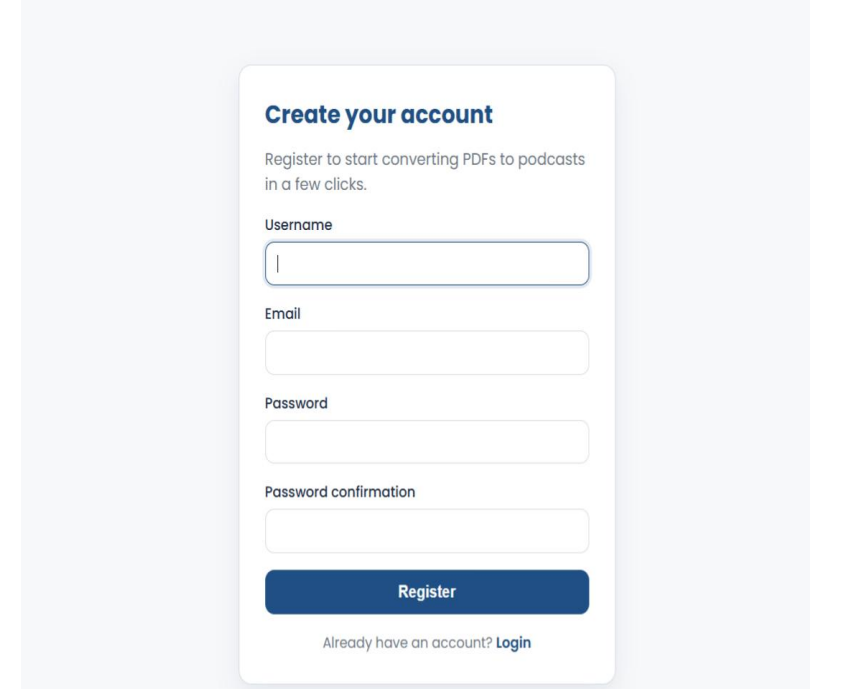 Create your account
Register to start converting PDFs to podcasts
in a few clicks.
Username
Email
Password
Password confirmation
Register
Already have an account? Login